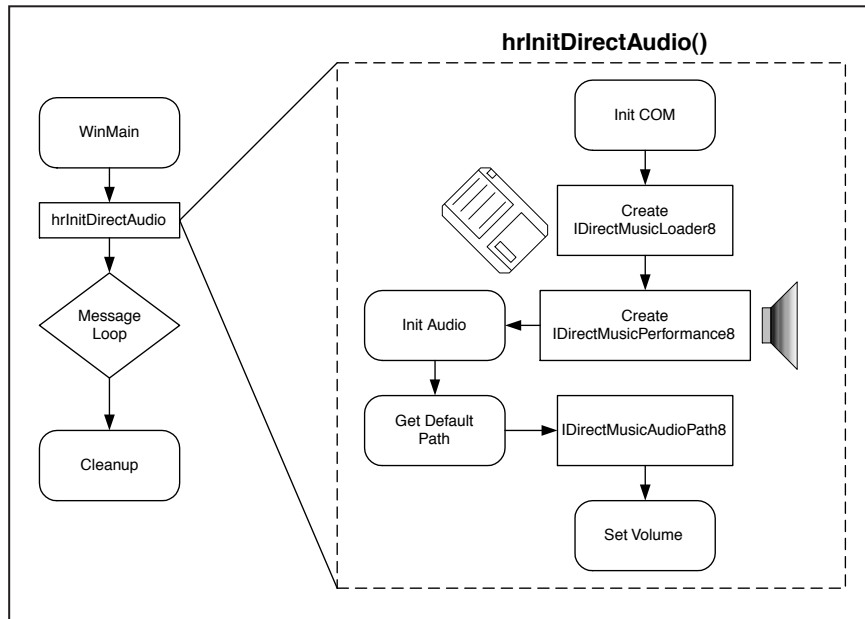 hrInitDirectAudio()
WinMain
hrInitDirectAudio
Message
Loop
Cleanup
Init COM
Create
IDirectMusicLoader8
Create
IDirectMusicPerformance8
Init Audio
Get Default
Path
IDirectMusicAudioPath8
Set Volume